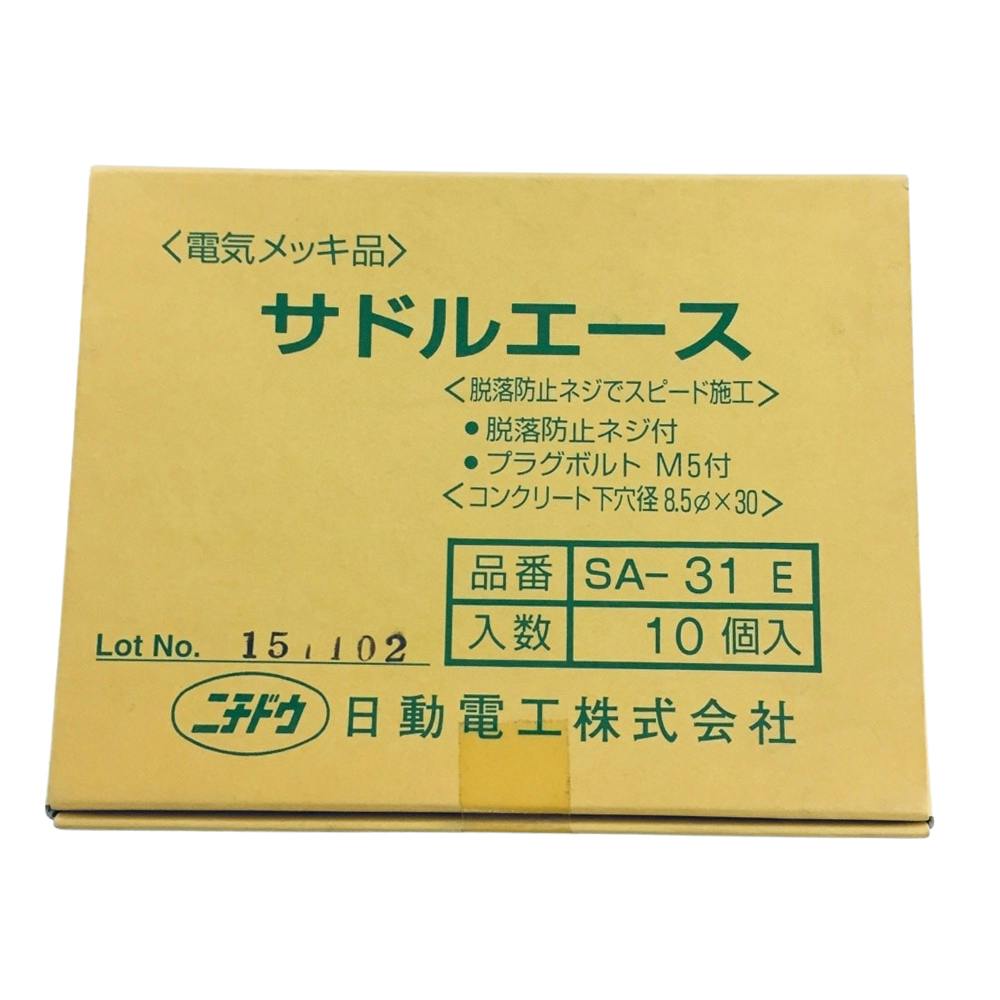 〈電気メッキ品〉
サドルエース
〈脱落防止ネジでスピード施工〉
• 脱落防止ネジ付
• プラグボルト M5付
〈コンクリート下穴径8.5φ×30〉
品番 SA-31 E
入数 10個入
Lot No. 151102
ニチドウ 日動電工株式会社